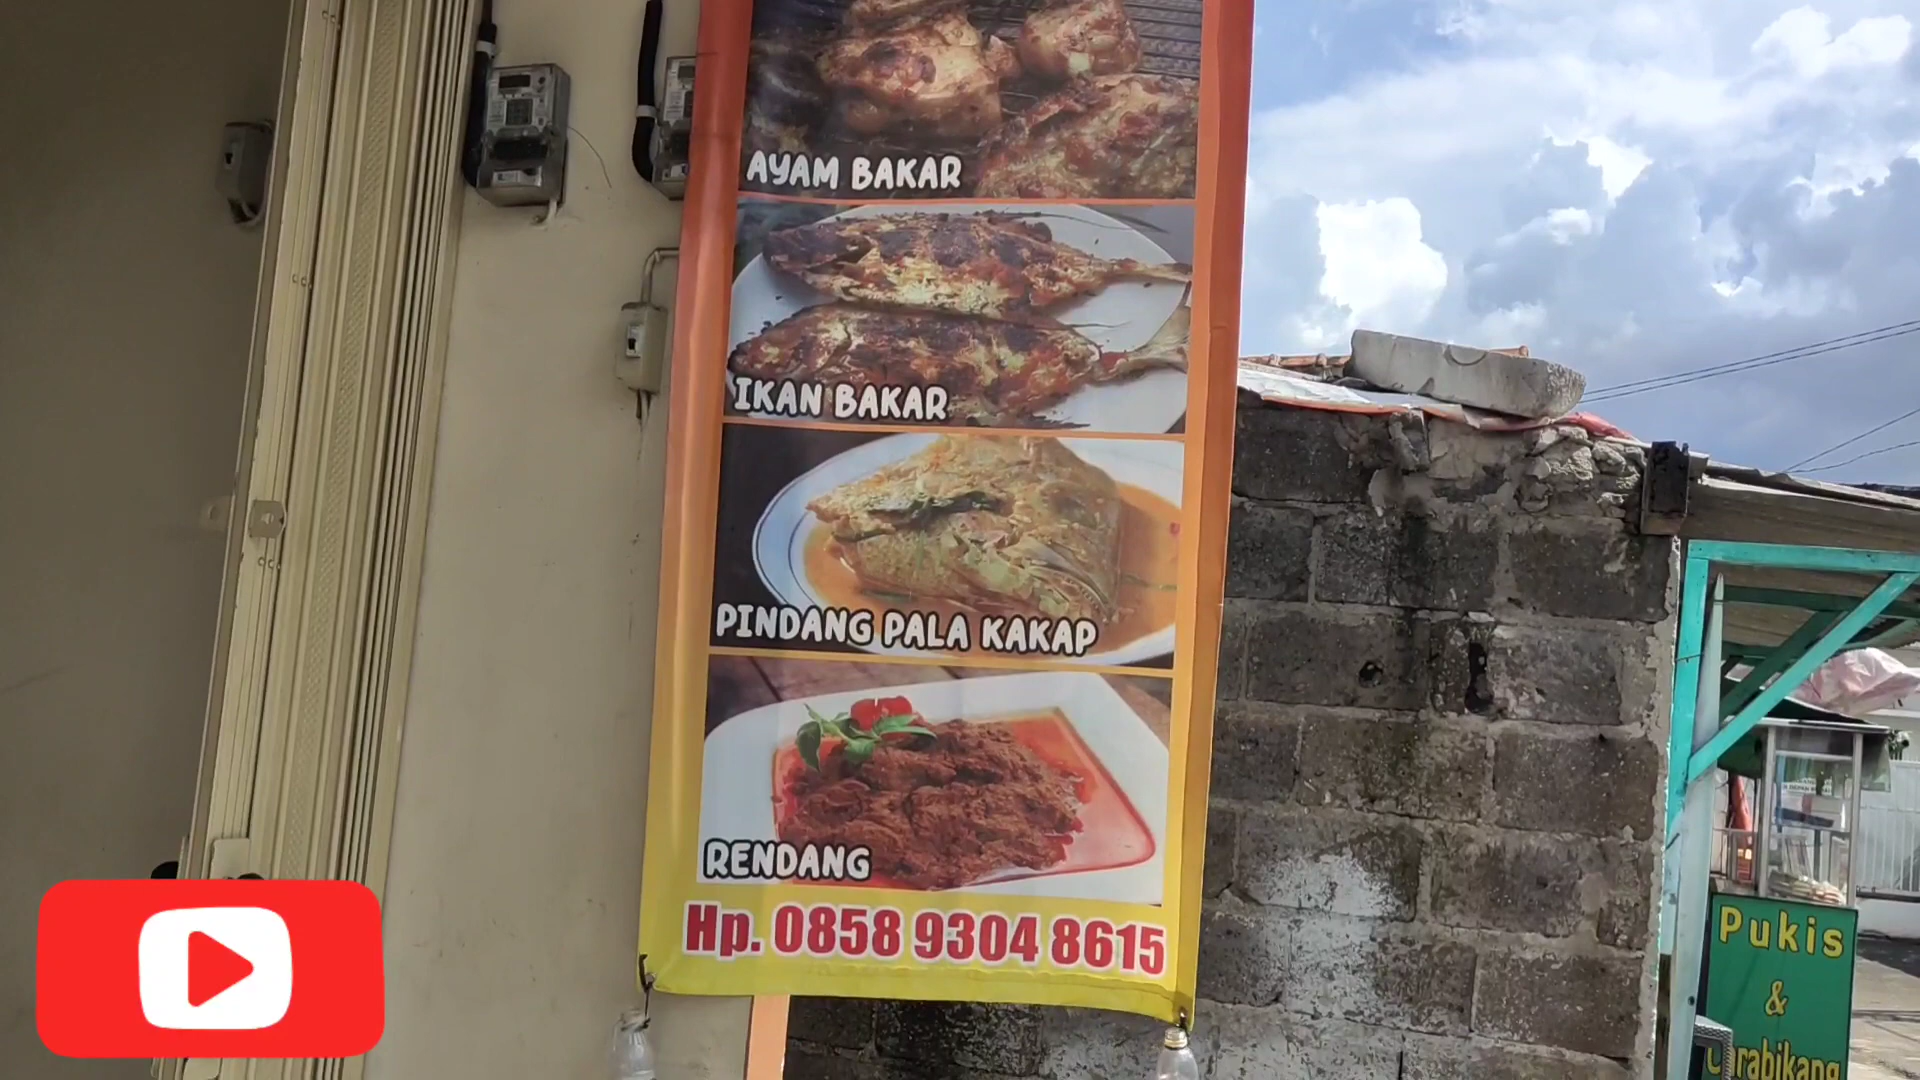 AYAM BAKAR
IKAN BAKAR
PINDANG PALA KAKAP
RENDANG
Hp. 0858 9304 8615
Pukis
&